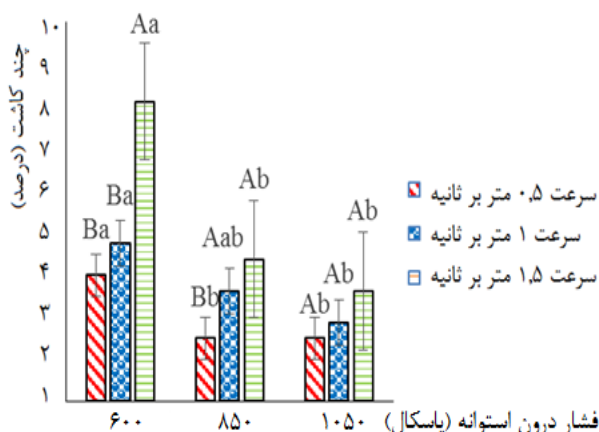 چند کاشت (درصد)
۱۰
۹
۸
۷
۶
۵
۴
۳
۲
1
Aa
Ba
Ba
Ab
Aab
Bb
Ab
Ab
Ab
سرعت ۰٫۵ متر بر ثانیه
سرعت ۱ متر بر ثانیه
سرعت ۱٫۵ متر بر ثانیه
۶۰۰
۸۵۰
۱۰۵۰
فشار درون استوانه (پاسکال)